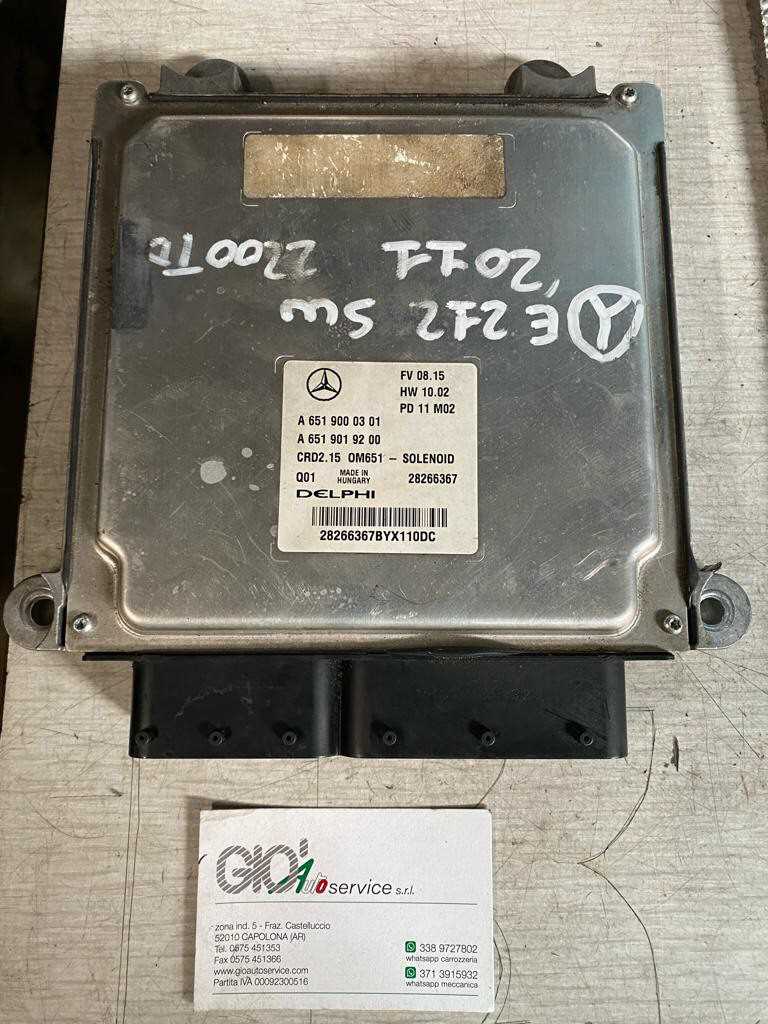 2200 TD
2011
E 212 SW
FV 08.15
HW 10.02
PD 11 M02
A 651 900 03 01
A 651 901 92 00
CRD2.15 OM651 – SOLENOID
Q01 MADE IN HUNGARY 28266367
DELPHI
28266367BYX110DC
GIO' Autoservice s.r.l.
zona ind. 5 - Fraz. Castelluccio
52010 CAPOLONA (AR)
Tel. 0575 451353
Fax 0575 451366
www.gioautoservice.com
Partita IVA 00092300516
338 9727802
whatsapp carrozzeria
371 3915932
whatsapp meccanica